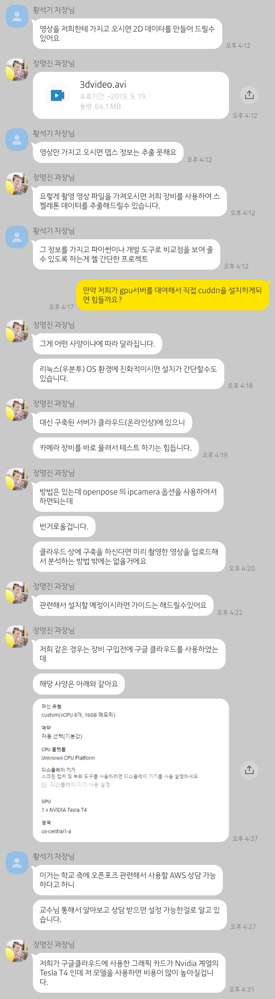 황석기 차장님
영상을 저희한테 가지고 오시면 2D 데이타를 만들어 드릴수
있어요
오후 4:12
장명진 과장님
3dvideo.avi
유효기간 ~2019. 9. 19.
용량 64.1 MB
오후 4:12
황석기 차장님
영상만 가지고 오시면 뎁스 정보는 추출 못해요
오후 4:12
장명진 과장님
요렇게 촬영 영상 파일을 가져오시면 저희 장비를 사용하여 스
켈레톤 데이터를 추출해드릴수 있습니다.
오후 4:12
황석기 차장님
그 정보를 가지고 파이썬이나 개발 도구로 비교점을 보여 줄
수 있도록 하는게 젤 간단한 프로젝트
오후 4:12
만약 저희가 gpu서버를 대여해서 직접 cuddn을 설치하게되
면 힘들까요?
오후 4:17
장명진 과장님
그게 어떤 사양이냐에 따라 달라집니다.
리눅스(우분투) OS 환경에 친화적이시면 설치가 간단할수도
있습니다.
오후 4:18
장명진 과장님
대신 구축된 서버가 클라우드(온라인상)에 있으니
카메라 장비를 바로 물려서 테스트 하기는 힘듭니다.
오후 4:19
장명진 과장님
방법은 있는데 openpose 의 ipcamera 옵션을 사용하여서
하면되는데
번거로울겁니다.
클라우드 상에 구축을 하신다면 미리 촬영한 영상을 업로드해
서 분석하는 방법 밖에는 없을거에요
오후 4:20
장명진 과장님
관련해서 설치할 예정이시라면 가이드는 해드릴수있어요
오후 4:22
장명진 과장님
저희 같은 경우는 장비 구입전에 구글 클라우드를 사용하였는
데
해당 사양은 아래와 같아요
머신 유형
custom(vCPU 8개, 16GB 메모리)
예약
자동 선택(기본값)
CPU 플랫폼
Unknown CPU Platform
디스플레이 기기
스크린 캡처 및 녹화 도구를 사용하려면 디스플레이 기기를 사용 설정하세요.
디스플레이 기기 사용 설정
GPU
1 x NVIDIA Tesla T4
영역
us-central1-a
오후 4:27
황석기 차장님
이거는 학교 측에 오픈포즈 관련해서 사용할 AWS 상담 가능
하다고 하니
교수님 통해서 알아보고 상담 받으면 설정 가능한걸로 알고 있
습니다.
오후 4:27
장명진 과장님
저희가 구글클라우드에 사용한 그래픽 카드가 Nvidia 계열의
Tesla T4 인데 저 모델을 사용하면 비용이 많이 높아질겁니
다.
오후 4:31